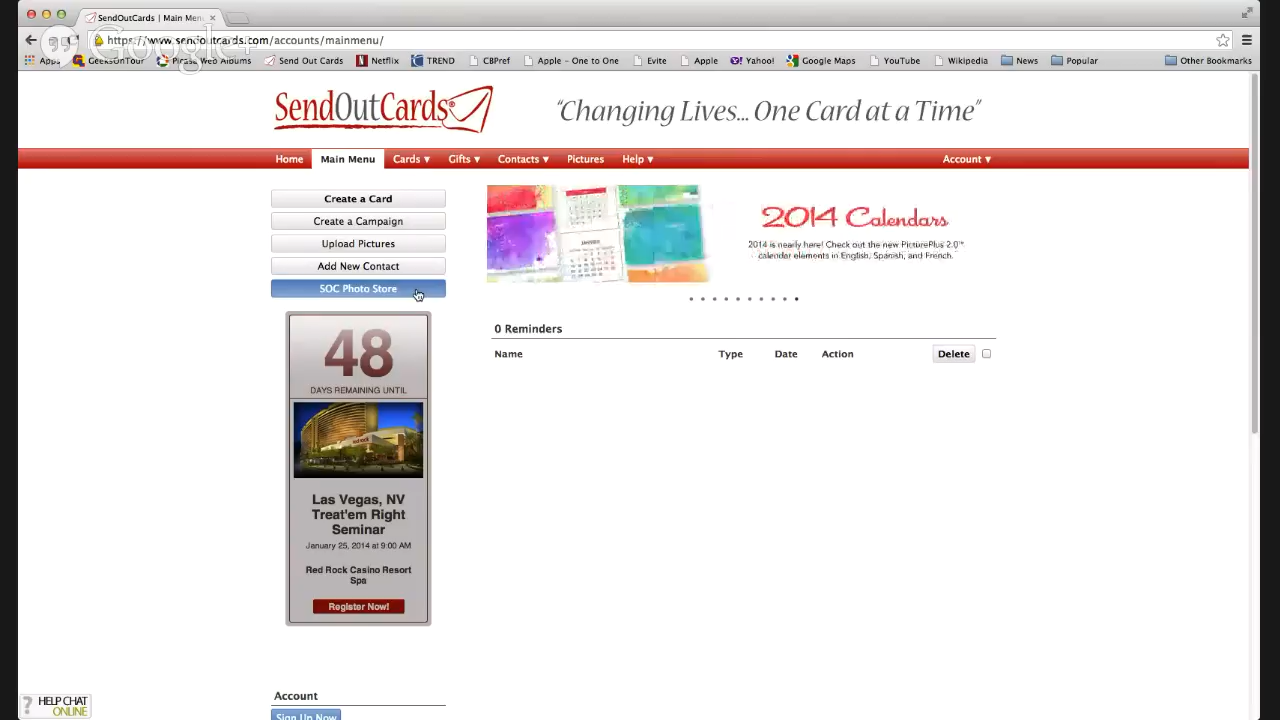 SendOutCards | Main Menu
Google+
https://www.sendoutcards.com/accounts/mainmenu/
Apps GeeksOnTour Picasa Web Albums Send Out Cards Netflix TREND CBPref Apple - One to One Evite Apple Yahoo! Google Maps YouTube Wikipedia News Popular Other Bookmarks
SendOutCards® "Changing Lives... One Card at a Time"
Home Main Menu Cards ▼ Gifts ▼ Contacts ▼ Pictures Help ▼ Account ▼
Create a Card
Create a Campaign
Upload Pictures
Add New Contact
SOC Photo Store
2014 Calendars
2014 is nearly here! Check out the new PicturePlus 2.0™
calendar elements in English, Spanish, and French.
0 Reminders
Name Type Date Action Delete
48
DAYS REMAINING UNTIL
Las Vegas, NV
Treat'em Right
Seminar
January 25, 2014 at 9:00 AM
Red Rock Casino Resort
Spa
Register Now!
Account
Sign Up Now
? HELP CHAT
ONLINE